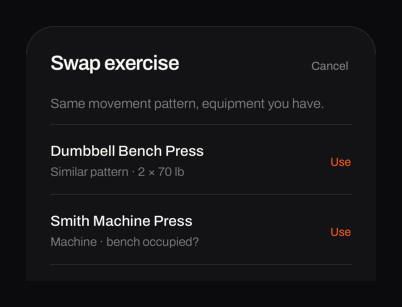 Swap exercise
Cancel
Same movement pattern, equipment you have.
Dumbbell Bench Press
Similar pattern · 2 × 70 lb
Use
Smith Machine Press
Machine · bench occupied?
Use